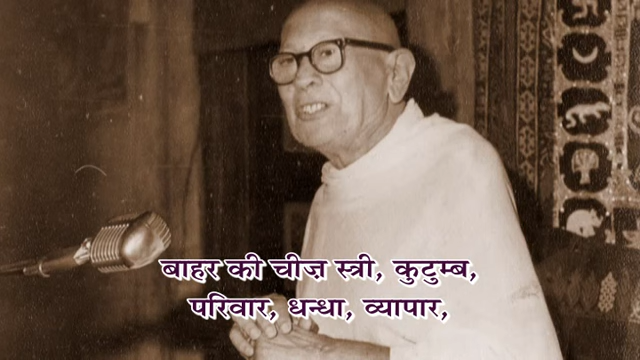 बाहर की चीज़ स्त्री, कुटुम्ब,
परिवार, धन्धा, व्यापार,